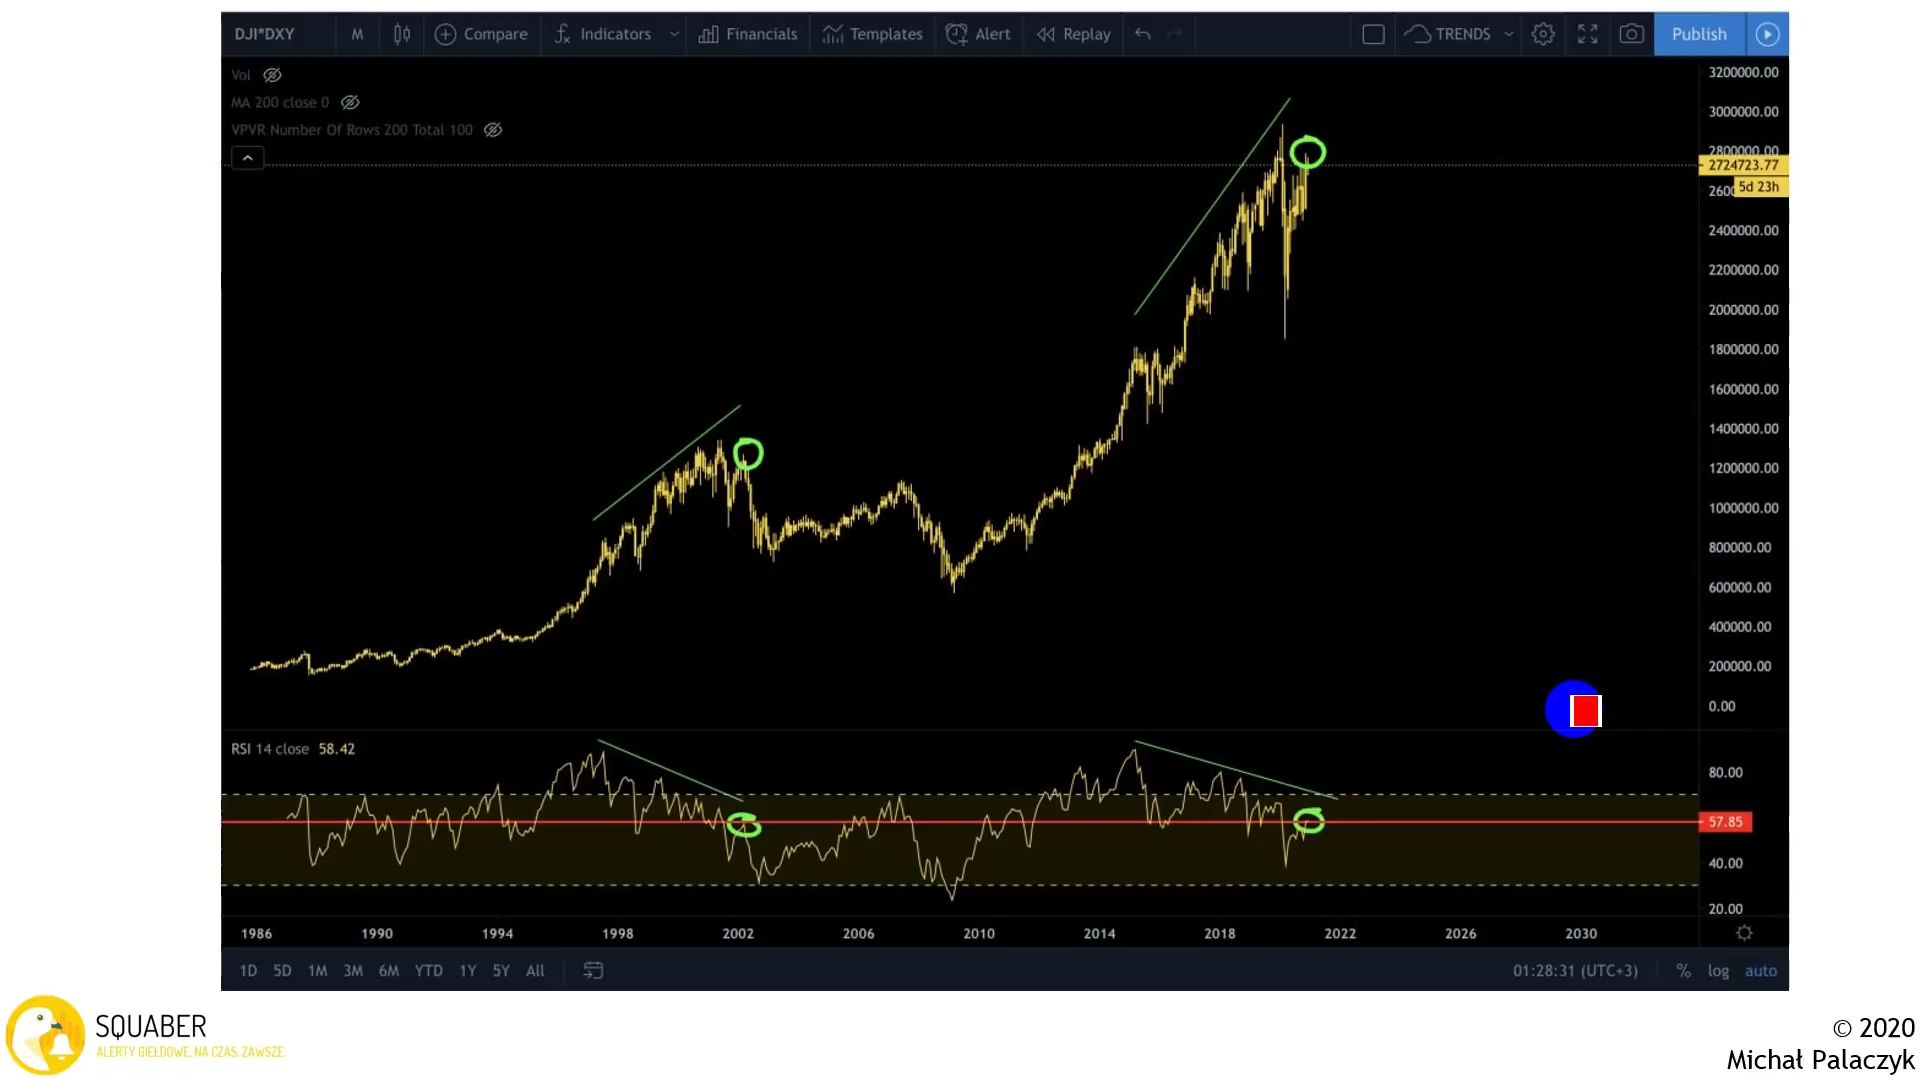 DJI*DXY M Compare Indicators Financials Templates Alert Replay TRENDS Publish
Vol
MA 200 close 0
VPVR Number Of Rows 200 Total 100
3200000.00
3000000.00
2800000.00
2724723.77
5d 23h
2600
2400000.00
2200000.00
2000000.00
1800000.00
1600000.00
1400000.00
1200000.00
1000000.00
800000.00
600000.00
400000.00
200000.00
0.00
RSI 14 close 58.42
80.00
57.85
40.00
20.00
1986 1990 1994 1998 2002 2006 2010 2014 2018 2022 2026 2030
1D 5D 1M 3M 6M YTD 1Y 5Y All 01:28:31 (UTC+3) % log auto
SQUABER
ALERTY GIEŁDOWE. NA CZAS. ZAWSZE.
© 2020
Michał Palaczyk